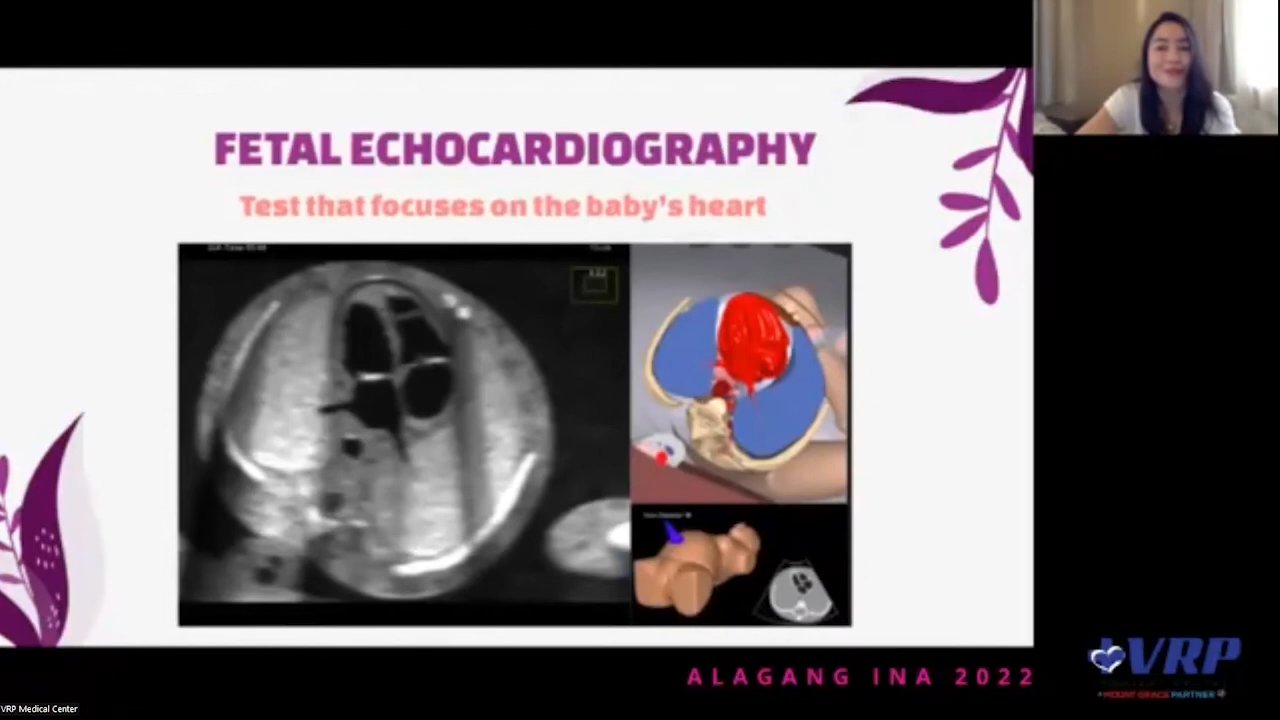 FETAL ECHOCARDIOGRAPHY
Test that focuses on the baby's heart
ALAGANG INA 2022
VRP
A MOUNT GRACE PARTNER
VRP Medical Center